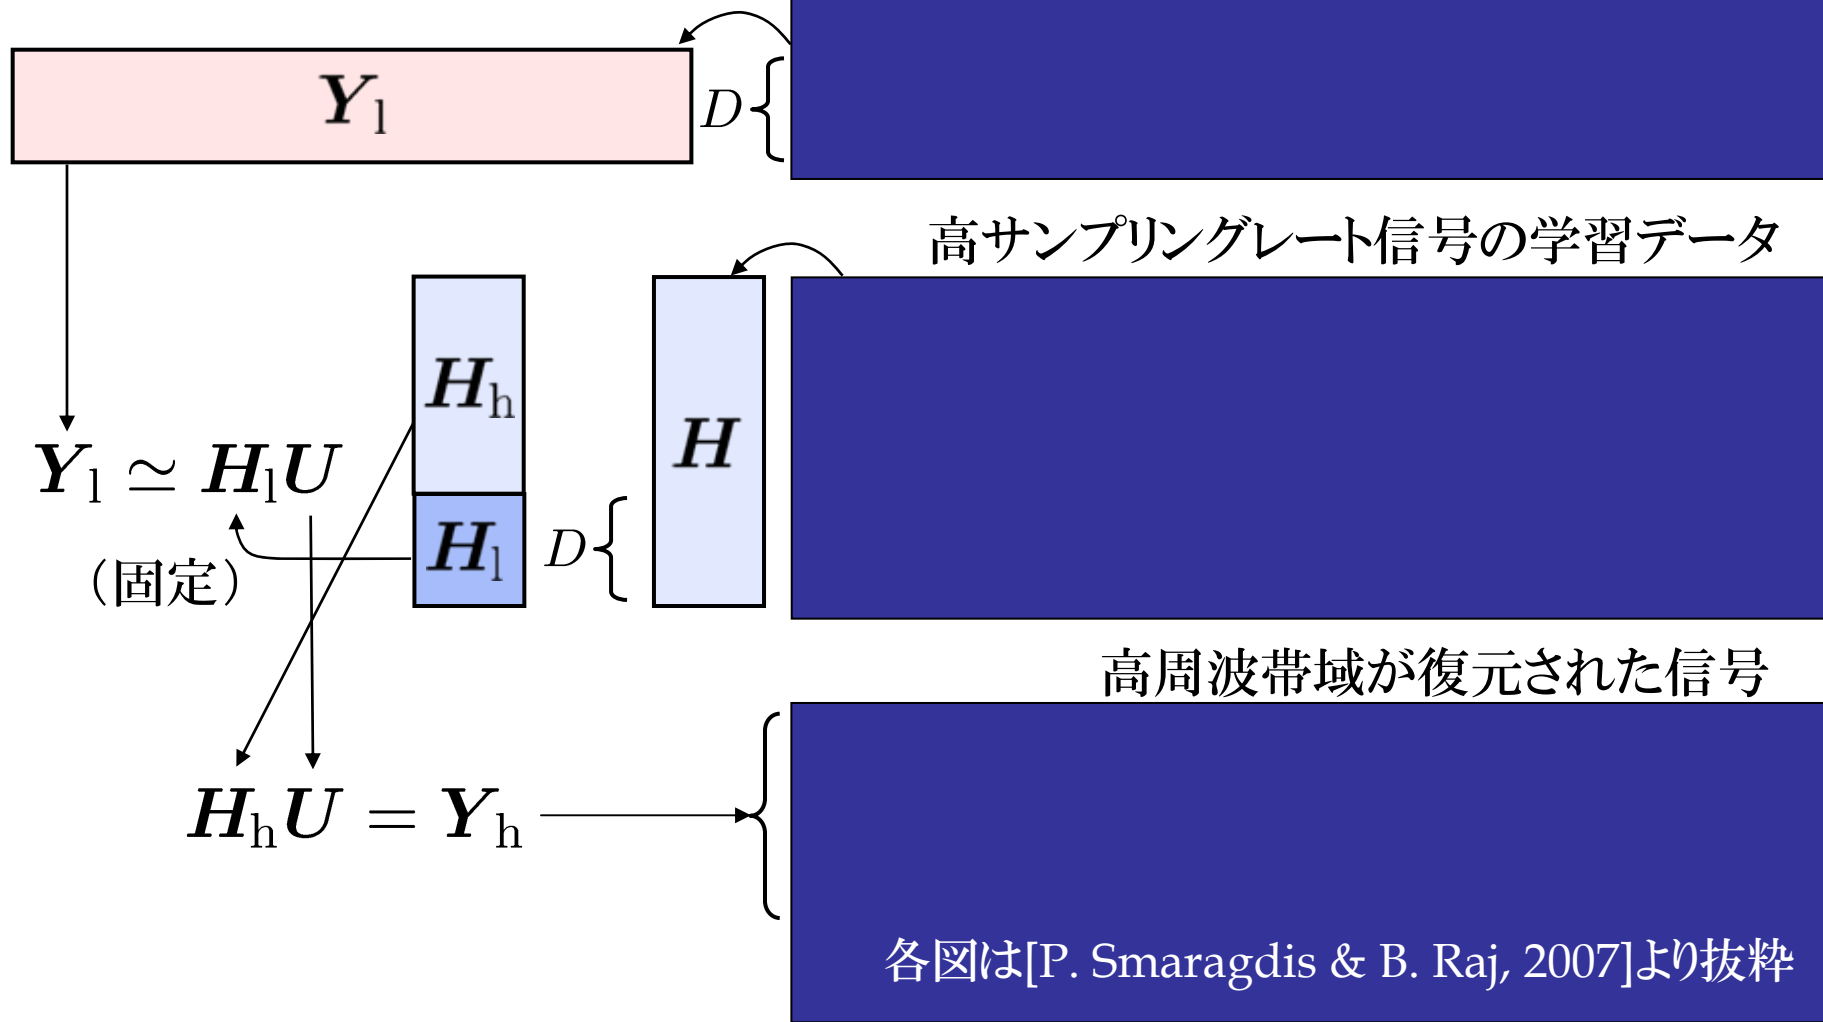 Y_l
D
高サンプリングレート信号の学習データ
H_h
H
Y_l ≃ H_l U
H_l
D
（固定）
高周波帯域が復元された信号
H_h U = Y_h
各図は[P. Smaragdis & B. Raj, 2007]より抜粋